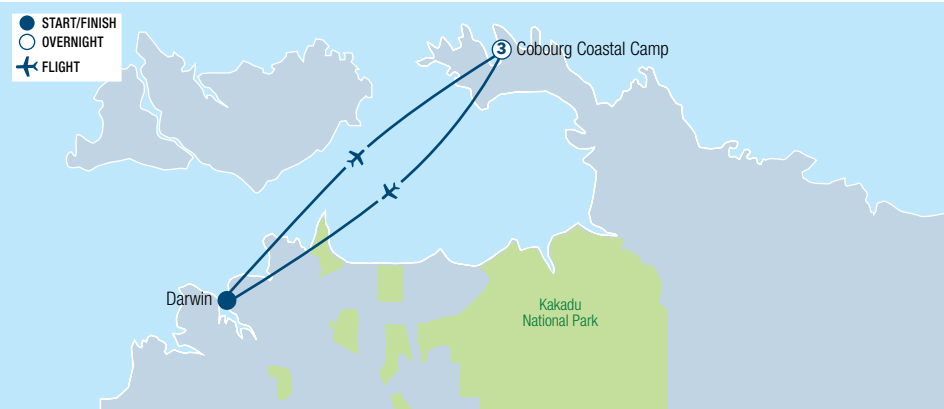 START/FINISH
OVERNIGHT
FLIGHT
3 Cobourg Coastal Camp
Darwin
Kakadu
National Park